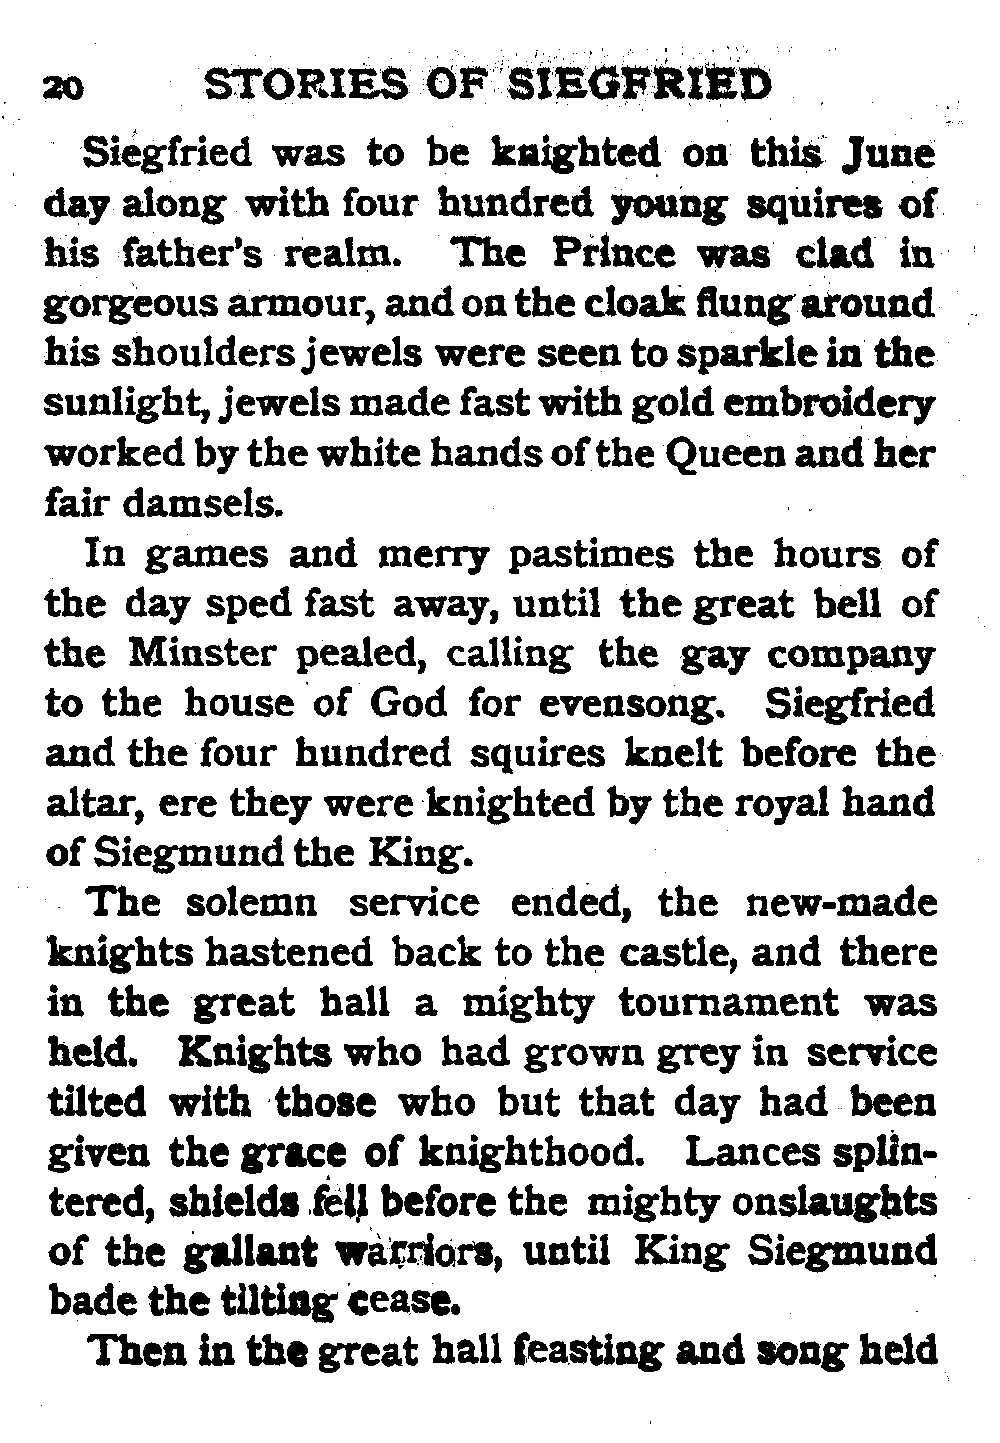 20 STORIES OF SIEGFRIED
Siegfried was to be knighted on this June
day along with four hundred young squires of
his father's realm. The Prince was clad in
gorgeous armour, and on the cloak flung around
his shoulders jewels were seen to sparkle in the
sunlight, jewels made fast with gold embroidery
worked by the white hands of the Queen and her
fair damsels.
In games and merry pastimes the hours of
the day sped fast away, until the great bell of
the Minster pealed, calling the gay company
to the house of God for evensong. Siegfried
and the four hundred squires knelt before the
altar, ere they were knighted by the royal hand
of Siegmund the King.
The solemn service ended, the new-made
knights hastened back to the castle, and there
in the great hall a mighty tournament was
held. Knights who had grown grey in service
tilted with those who but that day had been
given the grace of knighthood. Lances splin-
tered, shields fell before the mighty onslaughts
of the gallant warriors, until King Siegmund
bade the tilting cease.
Then in the great hall feasting and song held